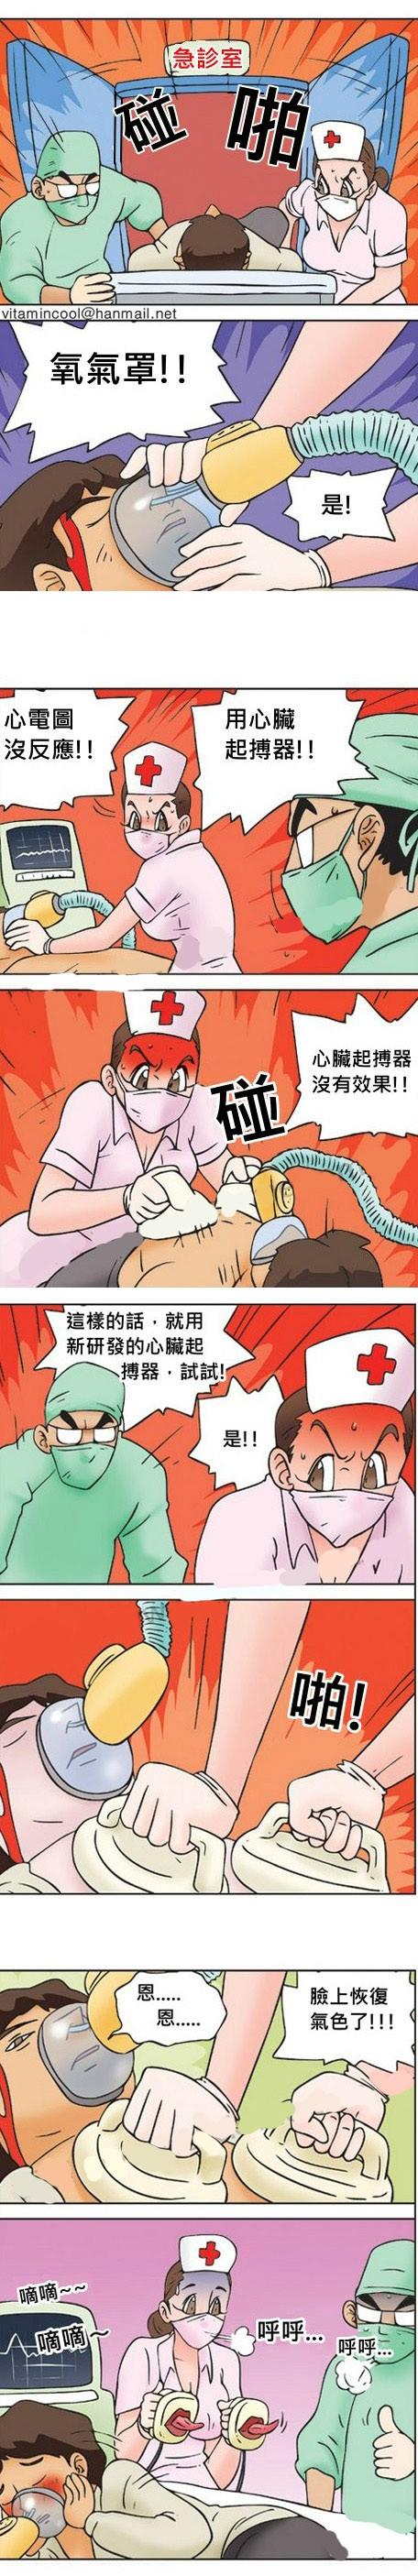 急診室
碰
啪
vitamincool@hanmail.net
氧氣罩!!
是!
心電圖
沒反應!!
用心臟
起搏器!!
心臟起搏器
沒有效果!!
碰
這樣的話，就用
新研發的心臟起
搏器，試試!
是!!
啪!
恩.....
恩.....
臉上恢復
氣色了!!!
嘀嘀~~
嘀嘀~
呼呼...
呼呼...